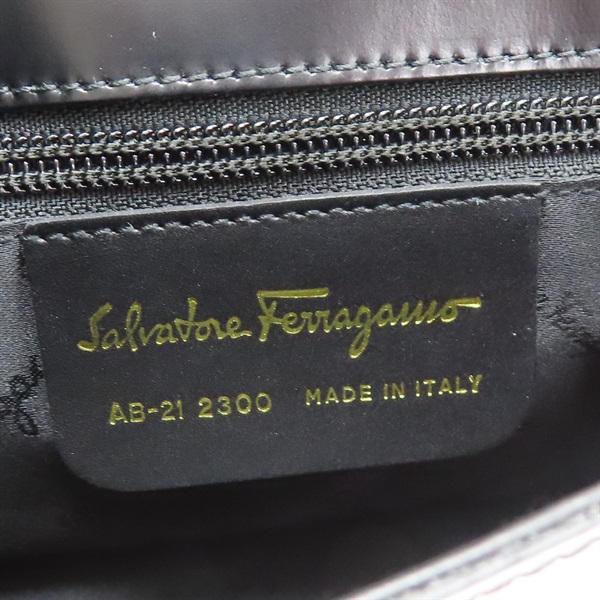 Salvatore Ferragamo
AB-21 2300 MADE IN ITALY